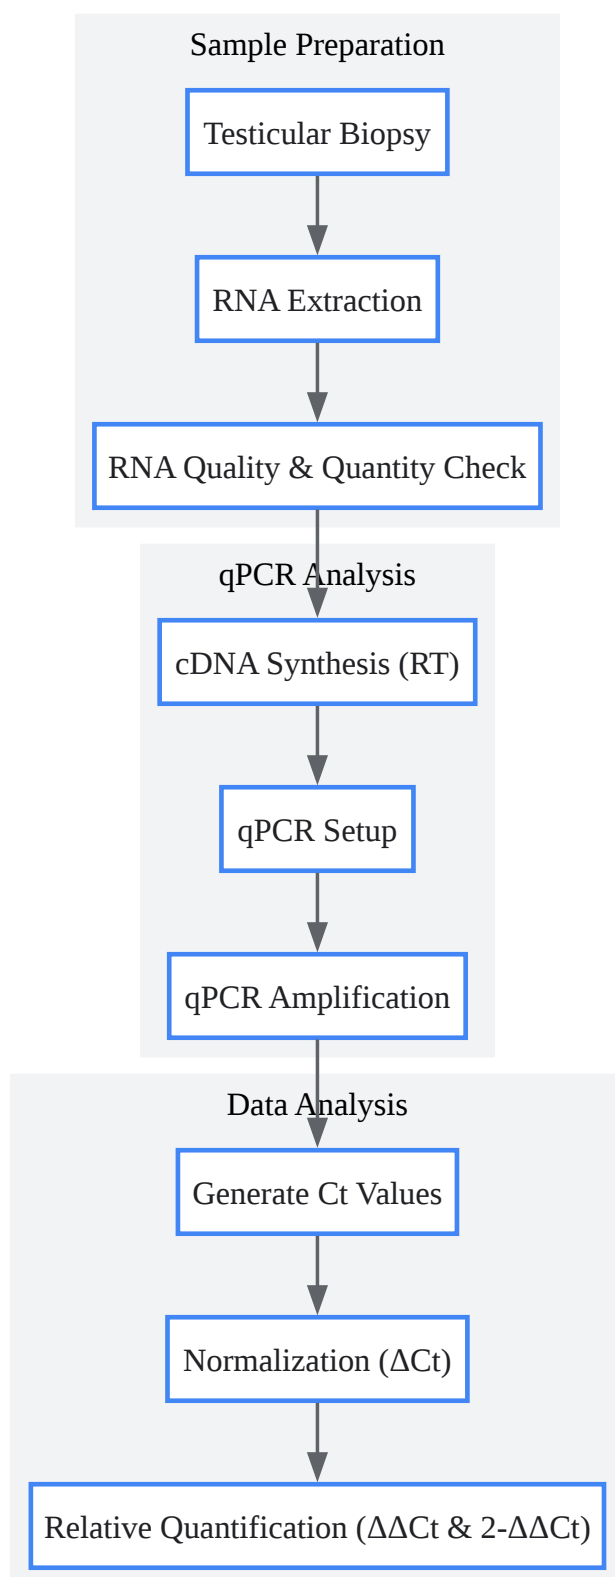 Sample Preparation
Testicular Biopsy
RNA Extraction
RNA Quality & Quantity Check
qPCR Analysis
cDNA Synthesis (RT)
qPCR Setup
qPCR Amplification
Data Analysis
Generate Ct Values
Normalization (ΔCt)
Relative Quantification (ΔΔCt & 2-ΔΔCt)